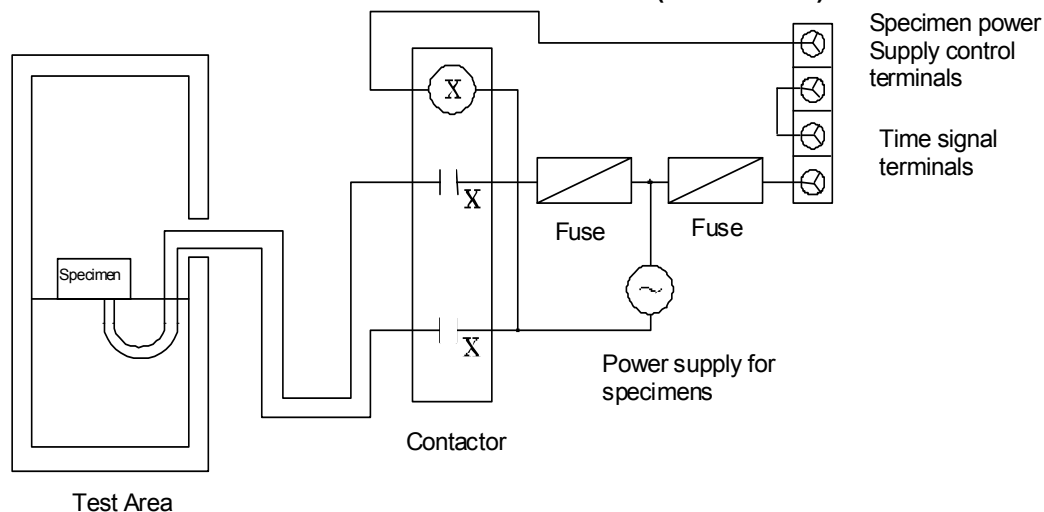 Specimen power
Supply control
terminals
X
Time signal
terminals
X
Fuse
Fuse
Specimen
X
Power supply for
specimens
Contactor
Test Area